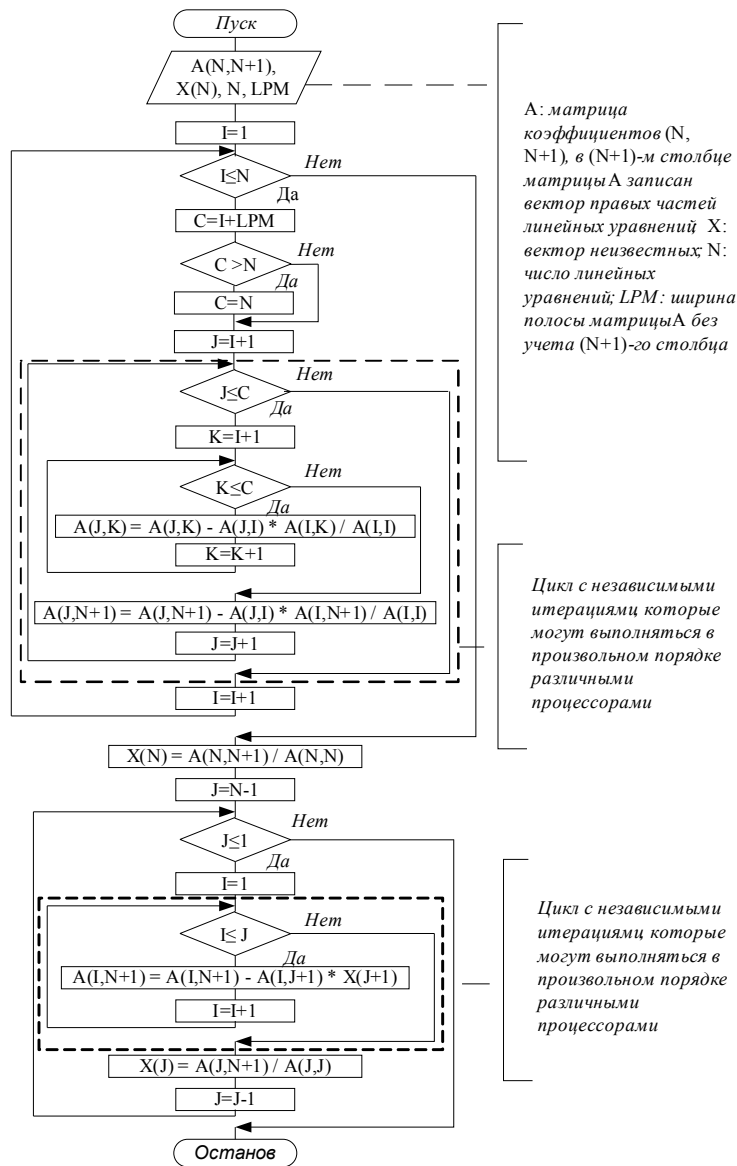 Пуск
A(N,N+1),
X(N), N, LPM
I=1
I≤N
Нет
Да
C=I+LPM
C >N
Нет
Да
C=N
J=I+1
J≤C
Нет
Да
K=I+1
K≤C
Нет
Да
A(J,K) = A(J,K) - A(J,I) * A(I,K) / A(I,I)
K=K+1
A(J,N+1) = A(J,N+1) - A(J,I) * A(I,N+1) / A(I,I)
J=J+1
I=I+1
X(N) = A(N,N+1) / A(N,N)
J=N-1
J≤1
Нет
Да
I=1
I≤ J
Нет
Да
A(I,N+1) = A(I,N+1) - A(I,J+1) * X(J+1)
I=I+1
X(J) = A(J,N+1) / A(J,J)
J=J-1
Останов
A: матрица
коэффициентов (N,
N+1), в (N+1)-м столбце
матрицы A записан
вектор правых частей
линейных уравнений; X:
вектор неизвестных; N:
число линейных
уравнений; LPM: ширина
полосы матрицы A без
учета (N+1)-го столбца
Цикл с независимыми
итерациями, которые
могут выполняться в
произвольном порядке
различными
процессорами
Цикл с независимыми
итерациями, которые
могут выполняться в
произвольном порядке
различными
процессорами